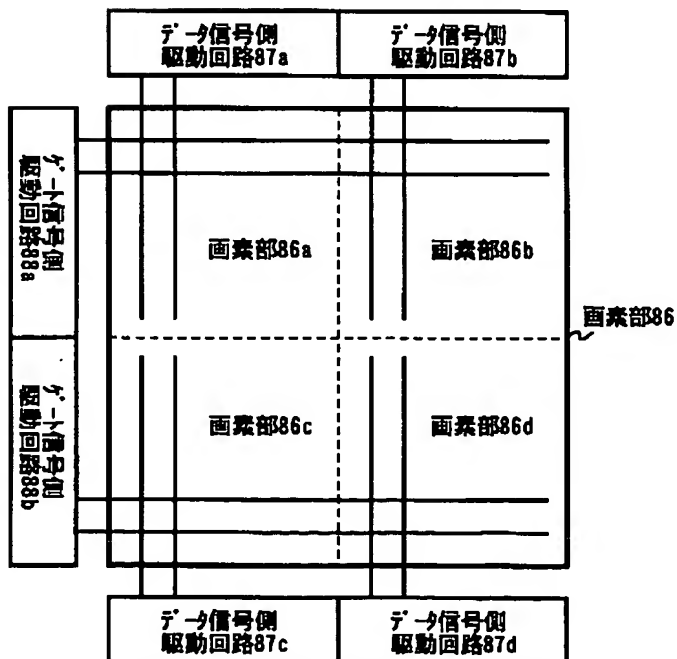 データ信号側
駆動回路87a
データ信号側
駆動回路87b
ゲート信号側
駆動回路88a
画素部86a
画素部86b
画素部86
ゲート信号側
駆動回路88b
画素部86c
画素部86d
データ信号側
駆動回路87c
データ信号側
駆動回路87d